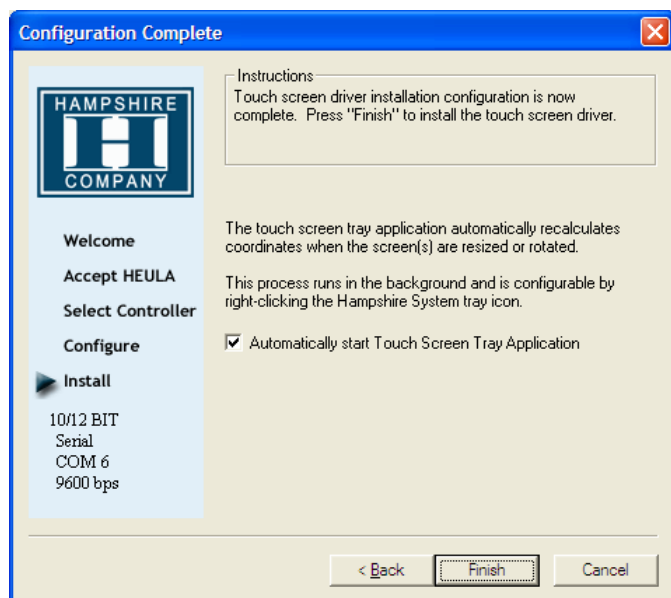 Configuration Complete
HAMPSHIRE
H
COMPANY
Welcome
Accept HEULA
Select Controller
Configure
Install
10/12 BIT
Serial
COM 6
9600 bps
Instructions
Touch screen driver installation configuration is now
complete. Press "Finish" to install the touch screen driver.
The touch screen tray application automatically recalculates
coordinates when the screen(s) are resized or rotated.
This process runs in the background and is configurable by
right-clicking the Hampshire System tray icon.
Automatically start Touch Screen Tray Application
< Back
Finish
Cancel